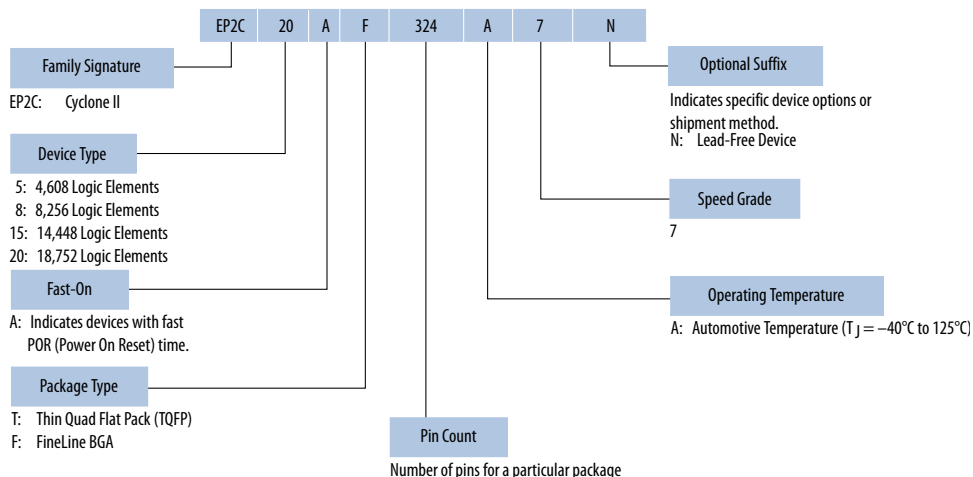 EP2C 20 A F 324 A 7 N
Family Signature
EP2C: Cyclone II
Device Type
5: 4,608 Logic Elements
8: 8,256 Logic Elements
15: 14,448 Logic Elements
20: 18,752 Logic Elements
Fast-On
A: Indicates devices with fast
POR (Power On Reset) time.
Package Type
T: Thin Quad Flat Pack (TQFP)
F: FineLine BGA
Pin Count
Number of pins for a particular package
Optional Suffix
Indicates specific device options or
shipment method.
N: Lead-Free Device
Speed Grade
7
Operating Temperature
A: Automotive Temperature (T J = –40°C to 125°C)